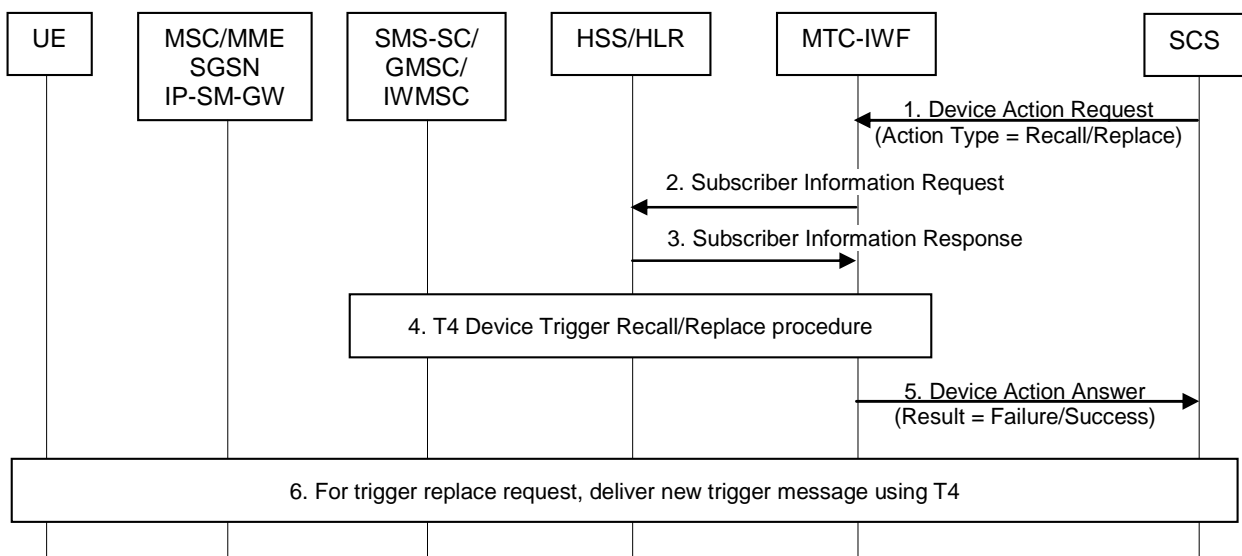 UE
MSC/MME
SGSN
IP-SM-GW
SMS-SC/
GMSC/
IWMSC
HSS/HLR
MTC-IWF
SCS
1. Device Action Request
(Action Type = Recall/Replace)
2. Subscriber Information Request
3. Subscriber Information Response
4. T4 Device Trigger Recall/Replace procedure
5. Device Action Answer
(Result = Failure/Success)
6. For trigger replace request, deliver new trigger message using T4